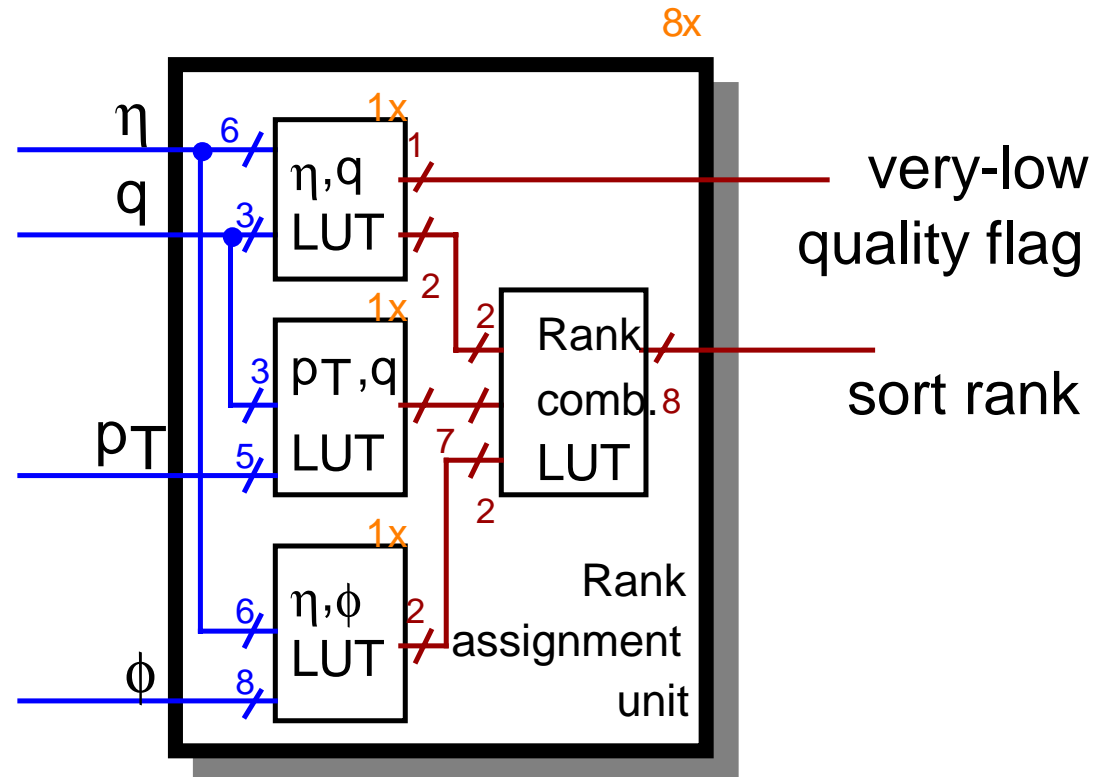 8x
η
6
1x
1
η,q
LUT
very-low
quality flag
q
3
2
1x
2
Rank
comb.
LUT
8
sort rank
3
pT,q
LUT
7
pT
5
2
1x
η,ϕ
LUT
6
2
Rank
assignment
unit
ϕ
8